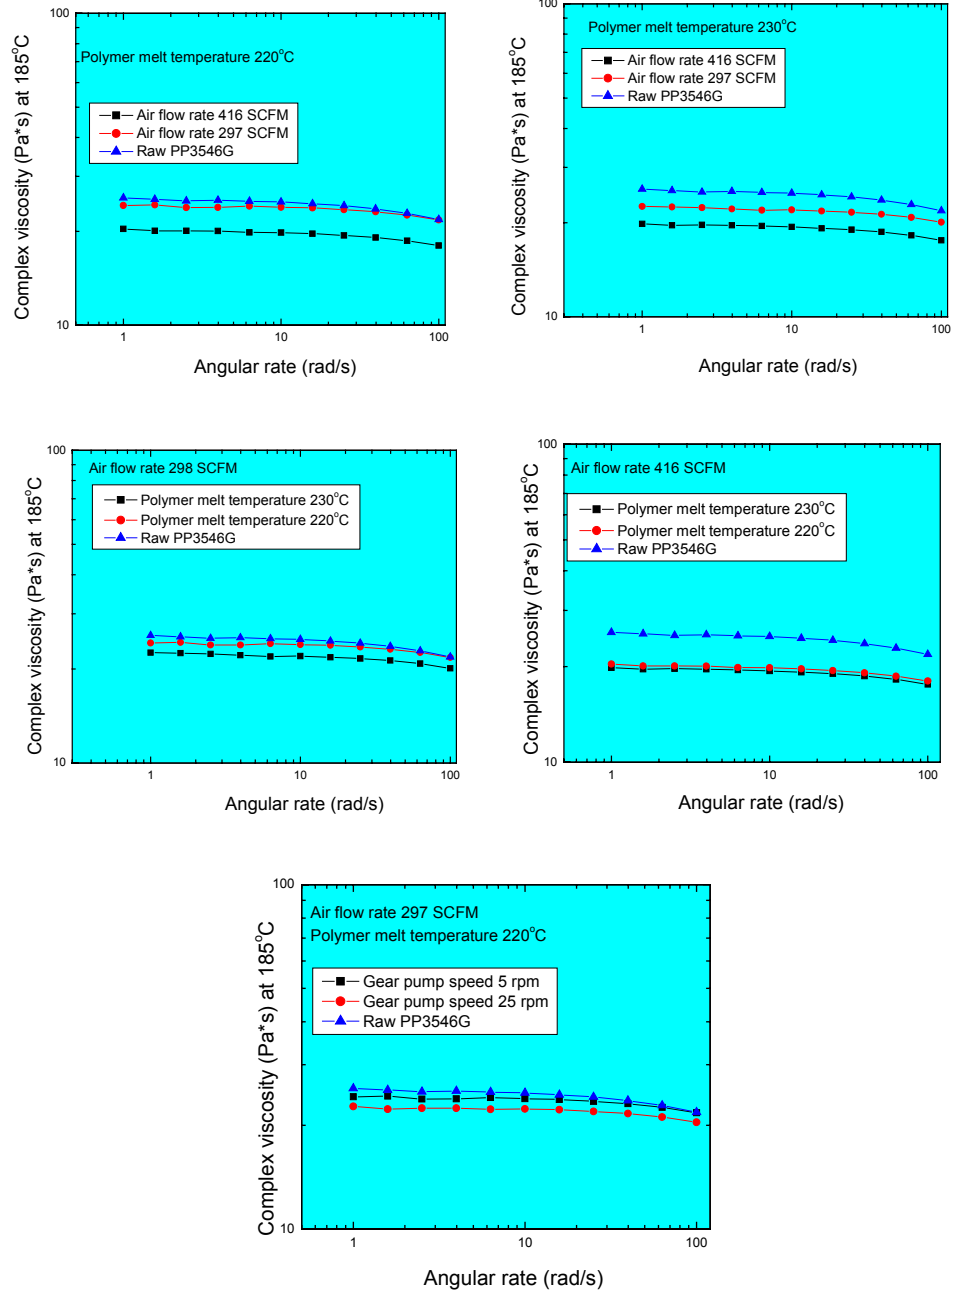 100
Polymer melt temperature 220°C
Air flow rate 416 SCFM
Air flow rate 297 SCFM
Raw PP3546G
Complex viscosity (Pa*s) at 185°C
10
1
10
100
Angular rate (rad/s)
100
Polymer melt temperature 230°C
Air flow rate 416 SCFM
Air flow rate 297 SCFM
Raw PP3546G
Complex viscosity (Pa*s) at 185°C
10
1
10
100
Angular rate (rad/s)
100
Air flow rate 298 SCFM
Polymer melt temperature 230°C
Polymer melt temperature 220°C
Raw PP3546G
Complex viscosity (Pa*s) at 185°C
10
1
10
100
Angular rate (rad/s)
100
Air flow rate 416 SCFM
Polymer melt temperature 230°C
Polymer melt temperature 220°C
Raw PP3546G
Complex viscosity (Pa*s) at 185°C
10
1
10
100
Angular rate (rad/s)
100
Air flow rate 297 SCFM
Polymer melt temperature 220°C
Gear pump speed 5 rpm
Gear pump speed 25 rpm
Raw PP3546G
Complex viscosity (Pa*s) at 185°C
10
1
10
100
Angular rate (rad/s)